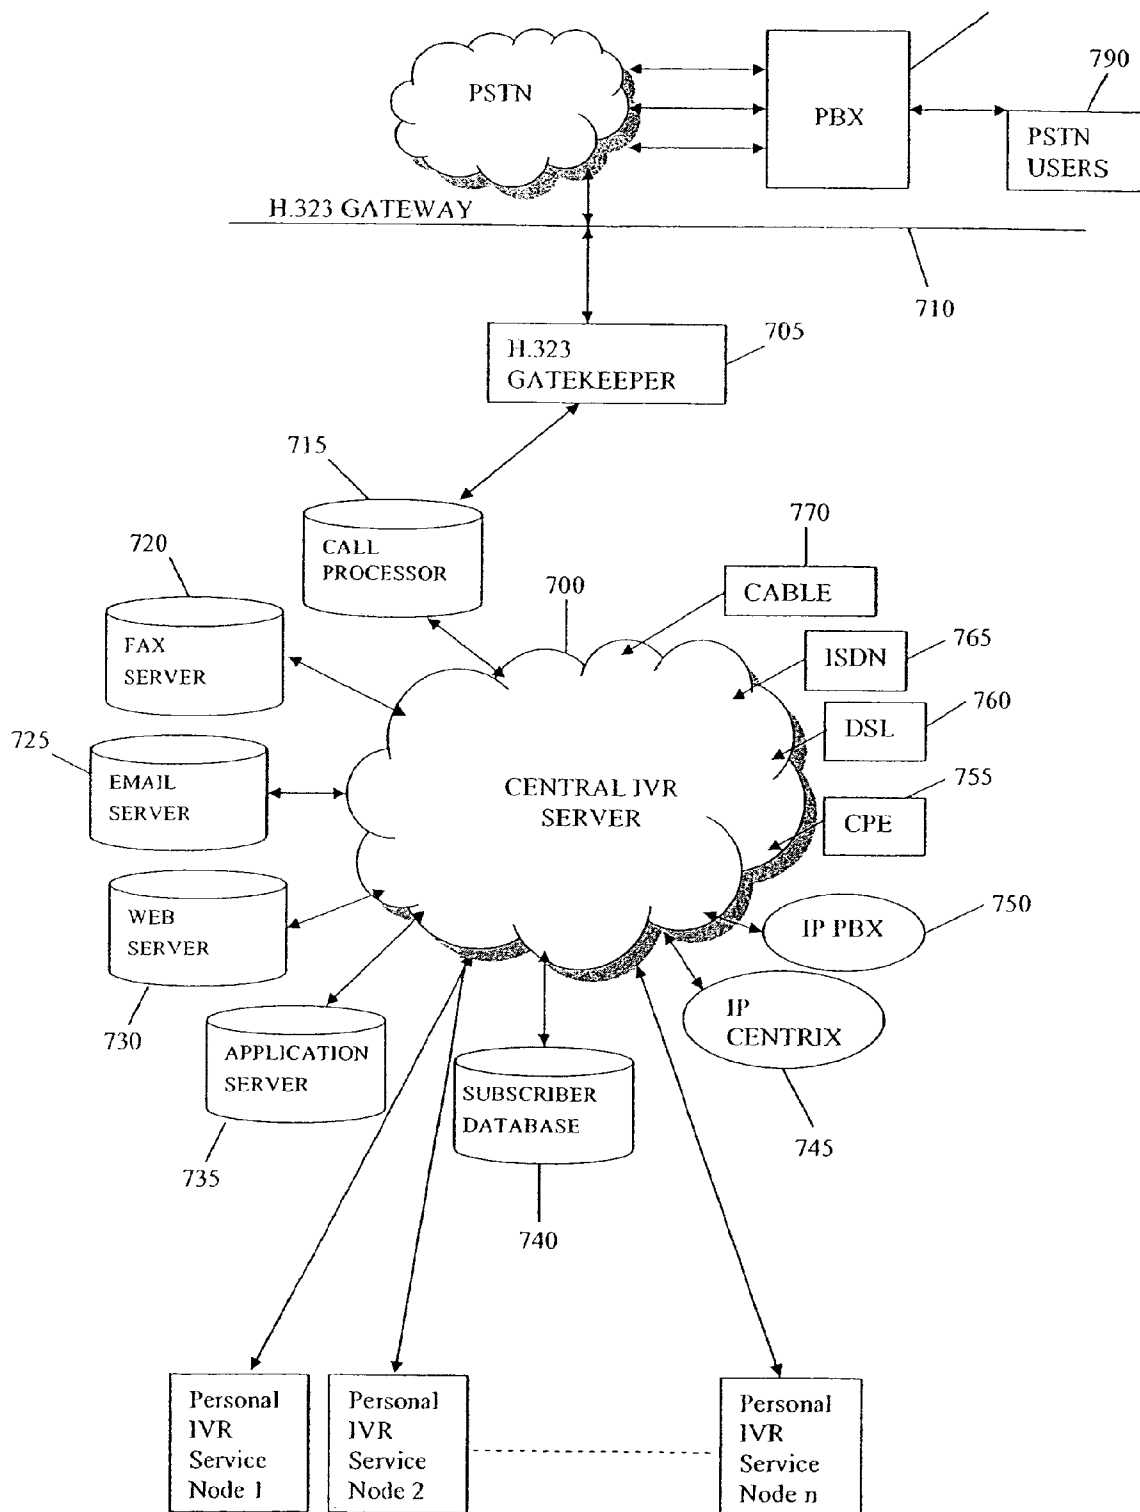 790
PSTN
PBX
PSTN
USERS
H.323 GATEWAY
710
705
H.323
GATEKEEPER
715
770
720
CALL
PROCESSOR
700
CABLE
765
FAX
SERVER
ISDN
760
725
DSL
EMAIL
SERVER
CENTRAL IVR
SERVER
755
CPE
WEB
SERVER
IP PBX
750
730
IP
CENTRIX
APPLICATION
SERVER
SUBSCRIBER
DATABASE
745
735
740
Personal
IVR
Service
Node 1
Personal
IVR
Service
Node 2
Personal
IVR
Service
Node n